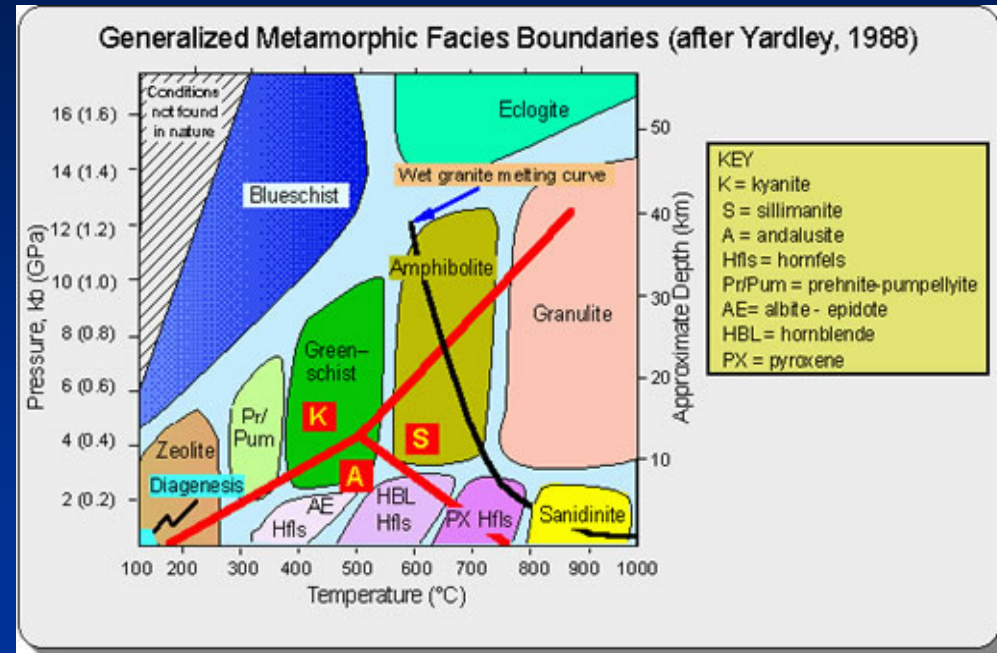 Generalized Metamorphic Facies Boundaries (after Yardley, 1988)
Conditions
not found
in nature
16 (1.6)
14 (1.4)
12 (1.2)
10 (1.0)
8 (0.8)
6 (0.6)
4 (0.4)
2 (0.2)
Pressure, Kb (GPa)
Blueschist
Eclogite
Wet granite melting curve
Amphibolite
Granulite
Green–
schist
Pr/
Pum
Zeolite
Diagenesis
K
S
A
AE
Hfls
HBL
Hfls
PX Hfls
Sanidinite
50
40
30
20
10
Approximate Depth (km)
100 200 300 400 500 600 700 800 900 1000
Temperature (°C)
KEY
K = kyanite
S = sillimanite
A = andalusite
Hfls = hornfels
Pr/Pum = prehnite-pumpellyite
AE= albite - epidote
HBL = hornblende
PX = pyroxene